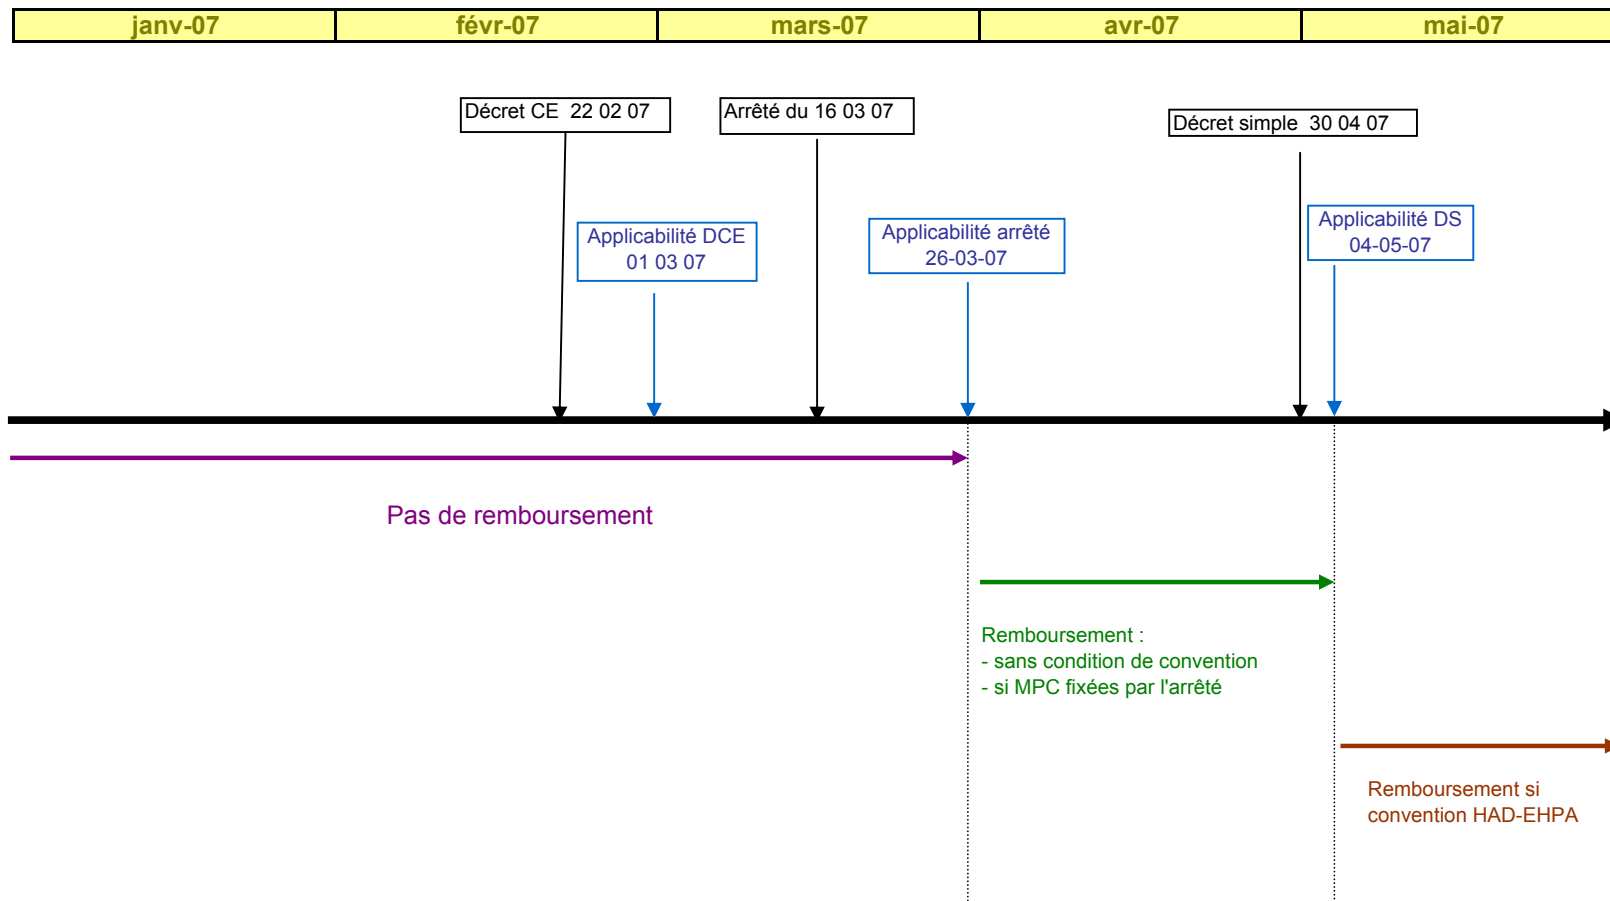 janv-07 févr-07 mars-07 avr-07 mai-07
Décret CE 22 02 07
Arrêté du 16 03 07
Décret simple 30 04 07
Applicabilité DCE
01 03 07
Applicabilité arrêté
26-03-07
Applicabilité DS
04-05-07
Pas de remboursement
Remboursement :
- sans condition de convention
- si MPC fixées par l'arrêté
Remboursement si
convention HAD-EHPA